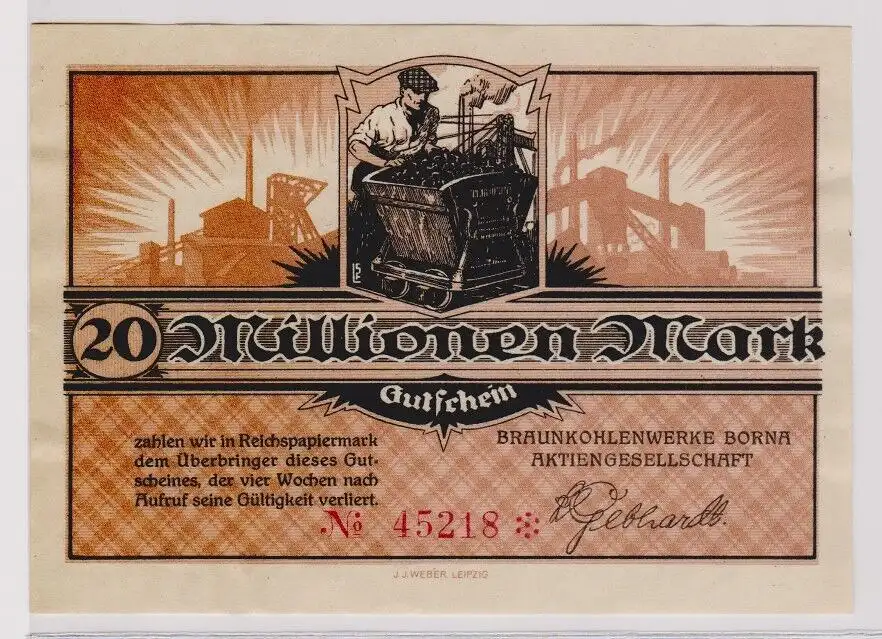 20 Millionen Mark
Gutschein
zahlen wir in Reichspapiermark
dem Überbringer dieses Gut-
scheines, der vier Wochen nach
Aufruf seine Gültigkeit verliert.
BRAUNKOHLENWERKE BORNA
AKTIENGESELLSCHAFT
Gebhardt.
No 45218 *
J. J. WEBER, LEIPZIG